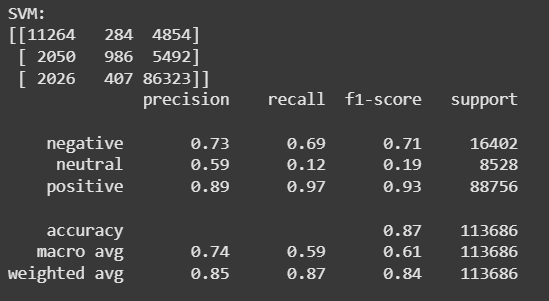 SVM:
[[11264   284  4854]
 [ 2050   986  5492]
 [ 2026   407 86323]]
              precision    recall  f1-score   support

    negative       0.73      0.69      0.71     16402
     neutral       0.59      0.12      0.19      8528
    positive       0.89      0.97      0.93     88756

    accuracy                           0.87    113686
   macro avg       0.74      0.59      0.61    113686
weighted avg       0.85      0.87      0.84    113686